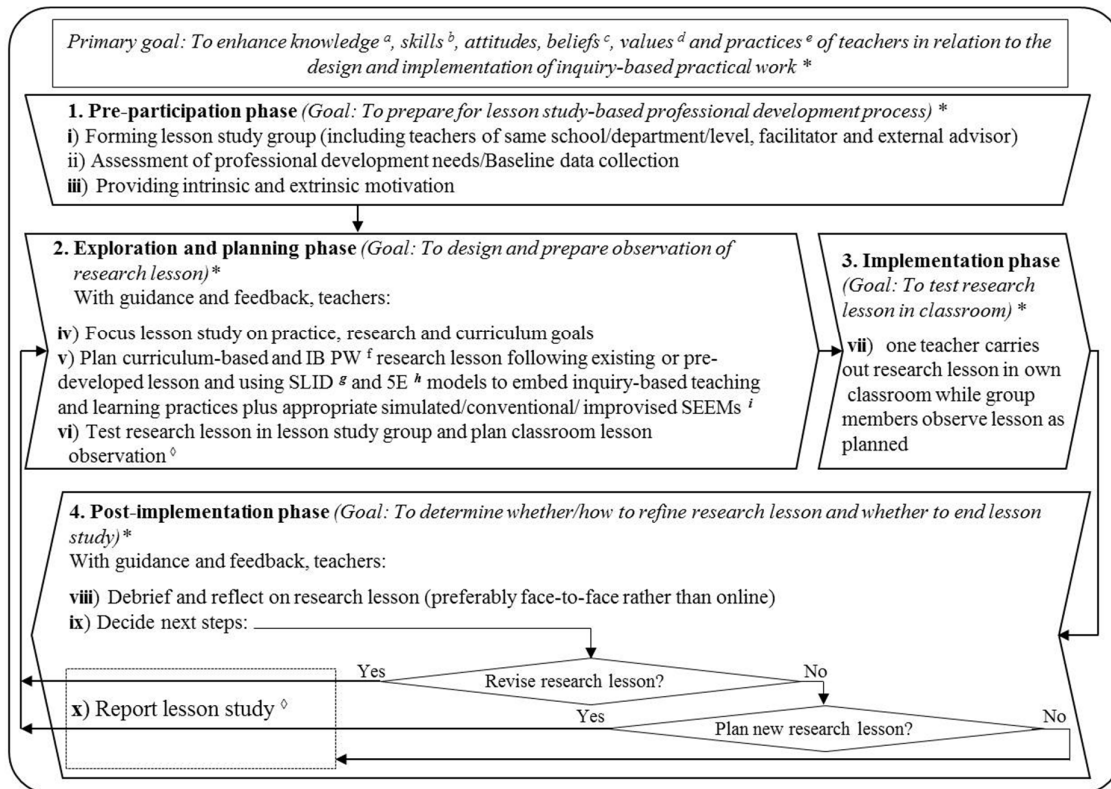 Primary goal: To enhance knowledge ᵃ, skills ᵇ, attitudes, beliefs ᶜ, values ᵈ and practices ᵉ of teachers in relation to the
design and implementation of inquiry-based practical work *
1. Pre-participation phase (Goal: To prepare for lesson study-based professional development process) *
i) Forming lesson study group (including teachers of same school/department/level, facilitator and external advisor)
ii) Assessment of professional development needs/Baseline data collection
iii) Providing intrinsic and extrinsic motivation
2. Exploration and planning phase (Goal: To design and prepare observation of
research lesson) *
With guidance and feedback, teachers:
iv) Focus lesson study on practice, research and curriculum goals
v) Plan curriculum-based and IB PW ᶠ research lesson following existing or pre-
developed lesson and using SLID ᵍ and 5E ʰ models to embed inquiry-based teaching
and learning practices plus appropriate simulated/conventional/ improvised SEEMs ⁱ
vi) Test research lesson in lesson study group and plan classroom lesson
observation ◊
3. Implementation phase
(Goal: To test research
lesson in classroom) *
vii) one teacher carries
out research lesson in own
classroom while group
members observe lesson as
planned
4. Post-implementation phase (Goal: To determine whether/how to refine research lesson and whether to end lesson
study) *
With guidance and feedback, teachers:
viii) Debrief and reflect on research lesson (preferably face-to-face rather than online)
ix) Decide next steps:
Yes
Revise research lesson?
No
x) Report lesson study ◊
Yes
Plan new research lesson?
No